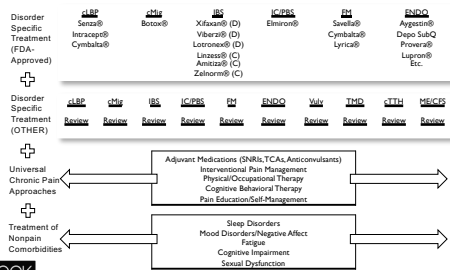 cLBP cMig IBS IC/PBS FM ENDO
Disorder Specific Treatment (FDA-Approved)
Senza® Botox® Xifaxan® (D) Elmiron® Savella® Aygestin®
Intracept® Viberzi® (D) Cymbalta® Depo SubQ
Cymbalta® Lotronex® (D) Lyrica® Provera®
Linzess® (C) Lupron®
Amitiza® (C) Etc.
Zelnorm® (C)
Disorder Specific Treatment (OTHER)
cLBP cMig IBS IC/PBS FM ENDO Vulv TMD cTTH ME/CFS
Review Review Review Review Review Review Review Review Review Review
Universal Chronic Pain Approaches
Adjuvant Medications (SNRIs, TCAs, Anticonvulsants)
Interventional Pain Management
Physical/Occupational Therapy
Cognitive Behavioral Therapy
Pain Education/Self-Management
Treatment of Nonpain Comorbidities
Sleep Disorders
Mood Disorders/Negative Affect
Fatigue
Cognitive Impairment
Sexual Dysfunction